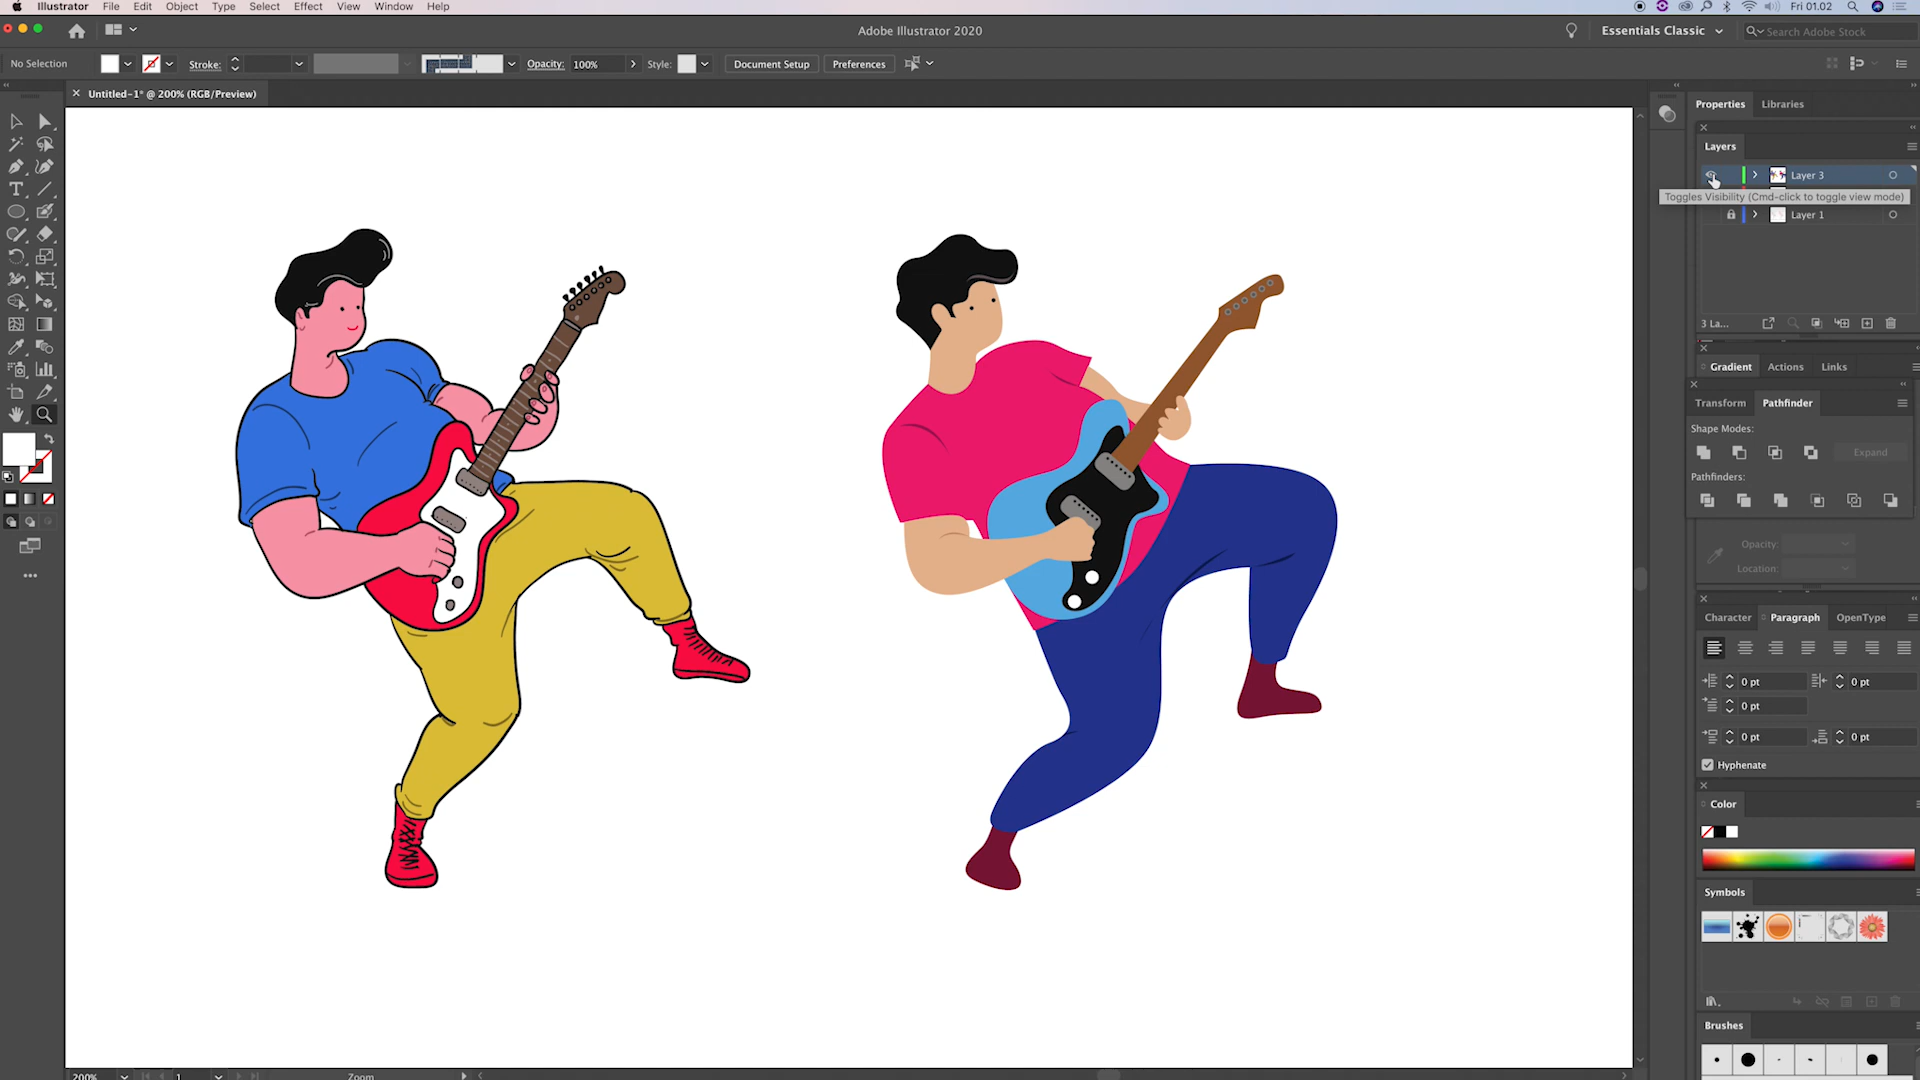 Illustrator File Edit Object Type Select Effect View Window Help
Fri 01.02
Adobe Illustrator 2020
Essentials Classic
Search Adobe Stock
No Selection
Stroke:
Opacity: 100%
Style:
Document Setup
Preferences
Untitled-1* @ 200% (RGB/Preview)
Properties Libraries
Layers
Layer 3
Toggles Visibility (Cmd-click to toggle view mode)
Layer 1
3 La...
Gradient Actions Links
Transform Pathfinder
Shape Modes:
Expand
Pathfinders:
Opacity:
Location:
Character Paragraph OpenType
0 pt 0 pt
0 pt
0 pt 0 pt
Hyphenate
Color
Symbols
Brushes
200% 1 Zoom